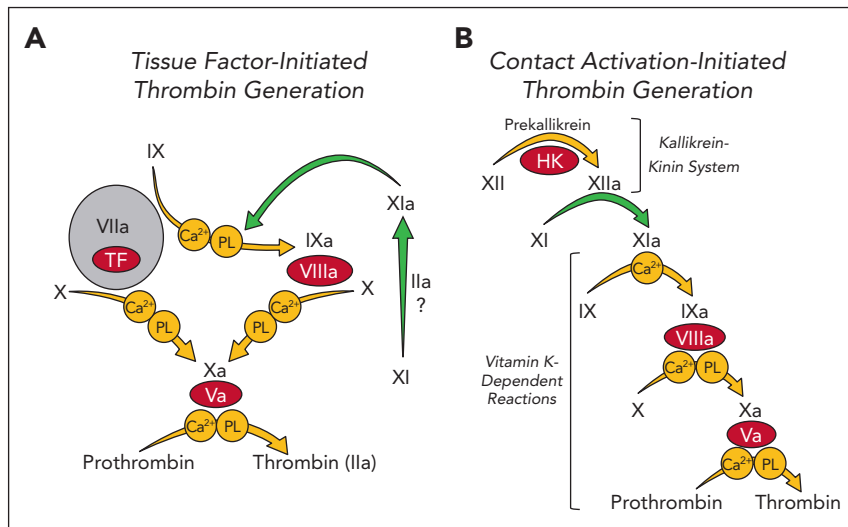 A
Tissue Factor-Initiated
Thrombin Generation
IX
VIIa
TF
Ca²⁺
PL
IXa
VIIIa
XIa
IIa
?
XI
X
Ca²⁺
PL
X
Ca²⁺
PL
Xa
Va
Ca²⁺
PL
Prothrombin
Thrombin (IIa)
B
Contact Activation-Initiated
Thrombin Generation
Prekallikrein
HK
XII
XIIa
Kallikrein-
Kinin System
XI
XIa
Ca²⁺
IX
IXa
VIIIa
Ca²⁺
PL
X
Xa
Va
Ca²⁺
PL
Prothrombin
Thrombin
Vitamin K-
Dependent
Reactions